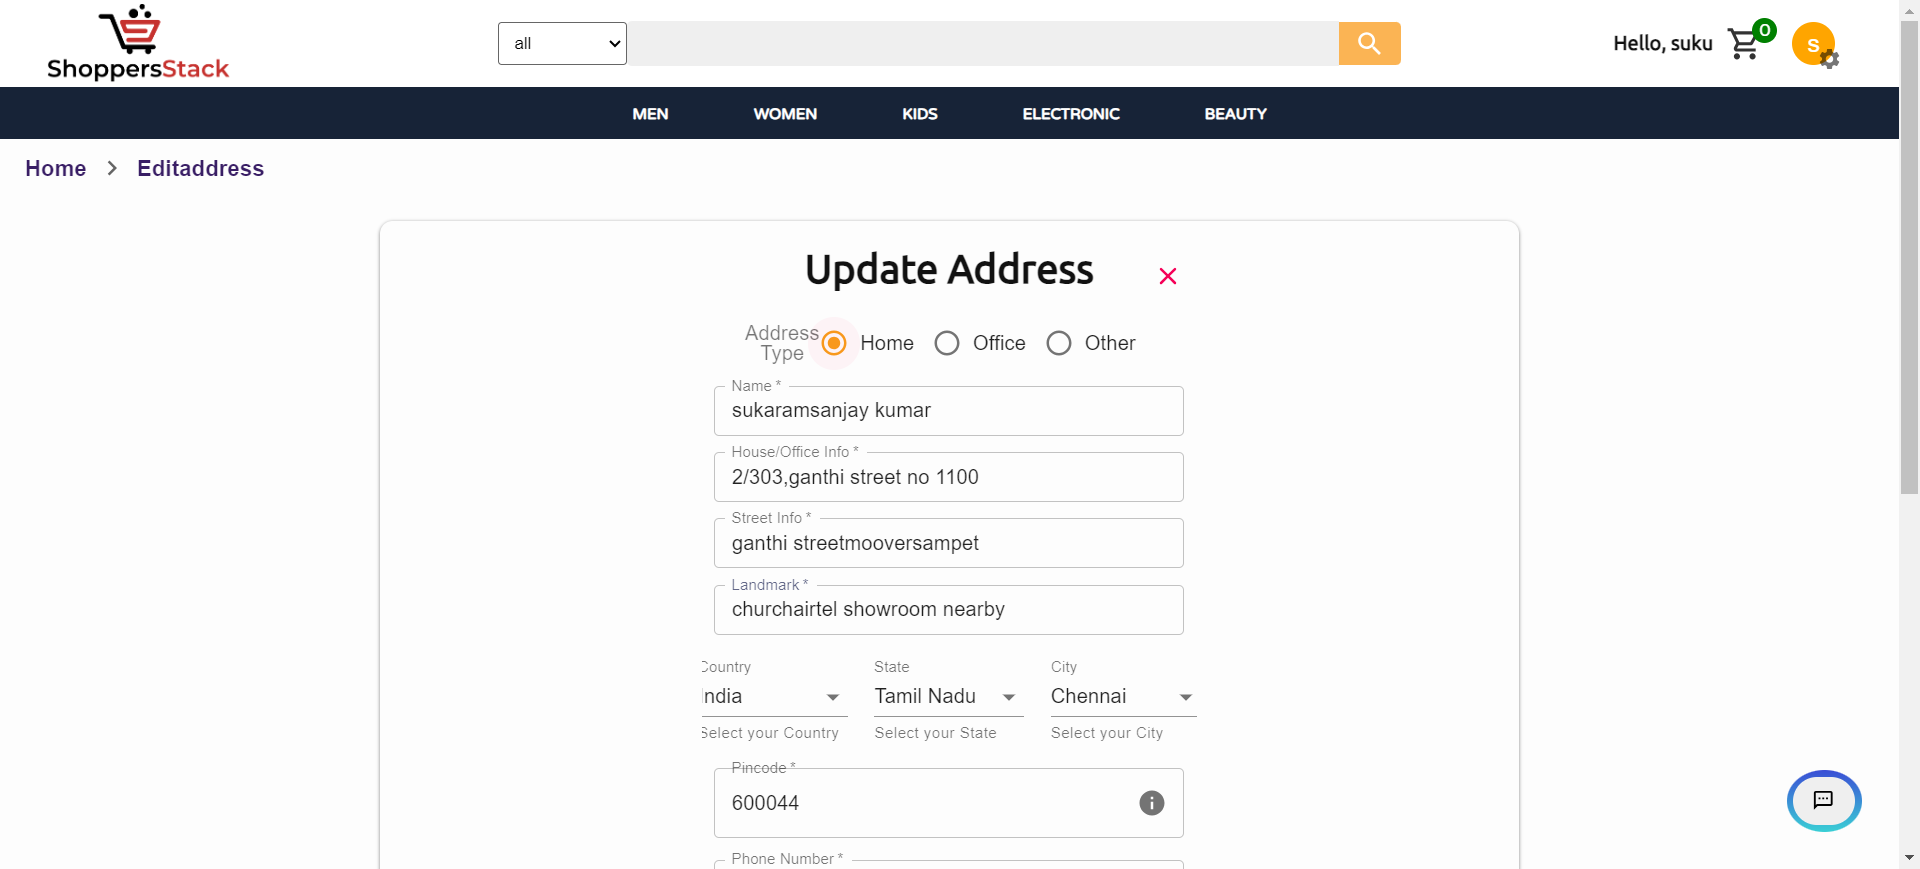 ShoppersStack
all
Hello, suku
0
S
MEN WOMEN KIDS ELECTRONIC BEAUTY
Home > Editaddress
Update Address
Address Type
Home Office Other
Name *
sukaramsanjay kumar
House/Office Info *
2/303,ganthi street no 1100
Street Info *
ganthi streetmooversampet
Landmark *
churchairtel showroom nearby
Country State City
India Tamil Nadu Chennai
Select your Country Select your State Select your City
Pincode *
600044
Phone Number *